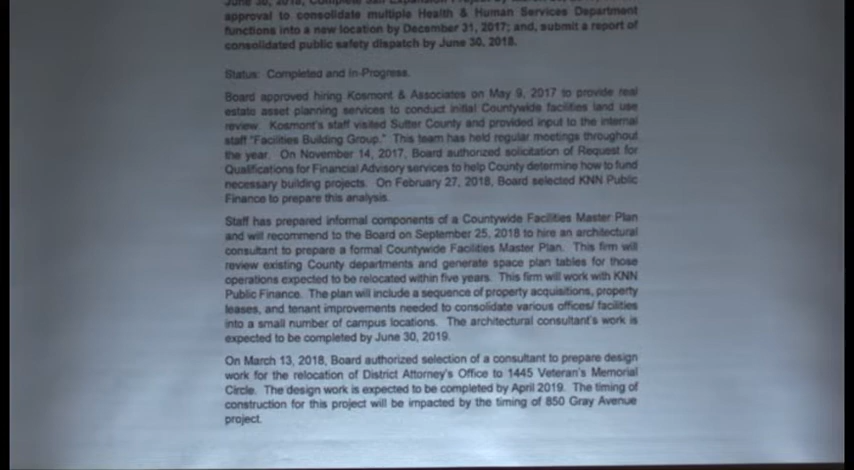 June 30, 2018; Complete Jail Expansion Project by March 30, 2018;
approval to consolidate multiple Health & Human Services Department
functions into a new location by December 31, 2017; and, submit a report of
consolidated public safety dispatch by June 30, 2018.
Status: Completed and In-Progress.
Board approved hiring Kosmont & Associates on May 9, 2017 to provide real
estate asset planning services to conduct initial Countywide facilities land use
review. Kosmont's staff visited Sutter County and provided input to the internal
staff "Facilities Building Group." This team has held regular meetings throughout
the year. On November 14, 2017, Board authorized solicitation of Request for
Qualifications for Financial Advisory services to help County determine how to fund
necessary building projects. On February 27, 2018, Board selected KNN Public
Finance to prepare this analysis.
Staff has prepared informal components of a Countywide Facilities Master Plan
and will recommend to the Board on September 25, 2018 to hire an architectural
consultant to prepare a formal Countywide Facilities Master Plan. This firm will
review existing County departments and generate space plan tables for those
operations expected to be relocated within five years. This firm will work with KNN
Public Finance. The plan will include a sequence of property acquisitions, property
leases, and tenant improvements needed to consolidate various offices/ facilities
into a small number of campus locations. The architectural consultant's work is
expected to be completed by June 30, 2019.
On March 13, 2018, Board authorized selection of a consultant to prepare design
work for the relocation of District Attorney's Office to 1445 Veteran's Memorial
Circle. The design work is expected to be completed by April 2019. The timing of
construction for this project will be impacted by the timing of 850 Gray Avenue
project.